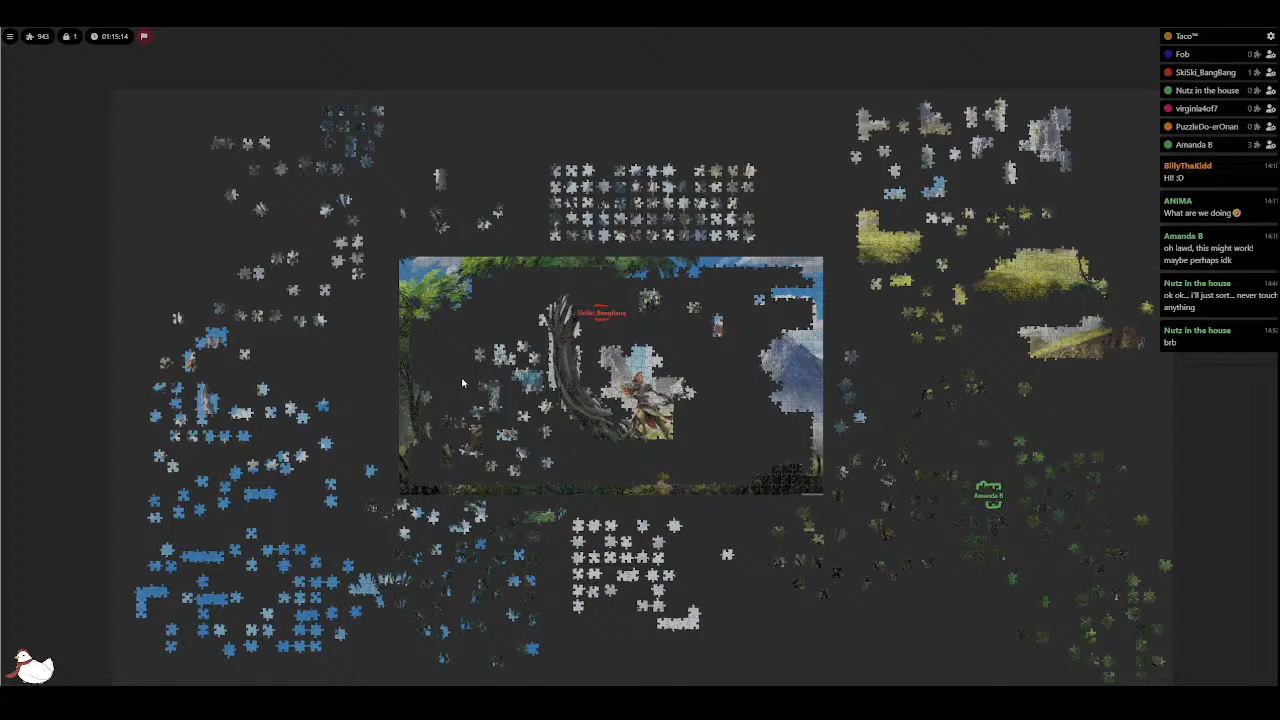 943
1
01:15:14
Taco™
Fob
0
SkiSki_BangBang
1
Nutz in the house
0
virginia4of7
0
PuzzleDo-erOnan
0
Amanda B
3
BillyThaKidd
Hi! :D
ANIMA
What are we doing
Amanda B
oh lawd, this might work!
maybe perhaps idk
Nutz in the house
ok ok... i'll just sort... never touch
anything
Nutz in the house
brb
SkiSki_BangBang
Amanda B